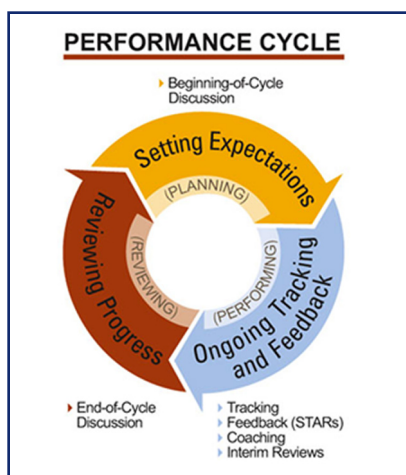 PERFORMANCE CYCLE
Beginning-of-Cycle
Discussion
Setting Expectations
(PLANNING)
Ongoing Tracking
and Feedback
(PERFORMING)
Reviewing Progress
(REVIEWING)
End-of-Cycle
Discussion
Tracking
Feedback (STARs)
Coaching
Interim Reviews